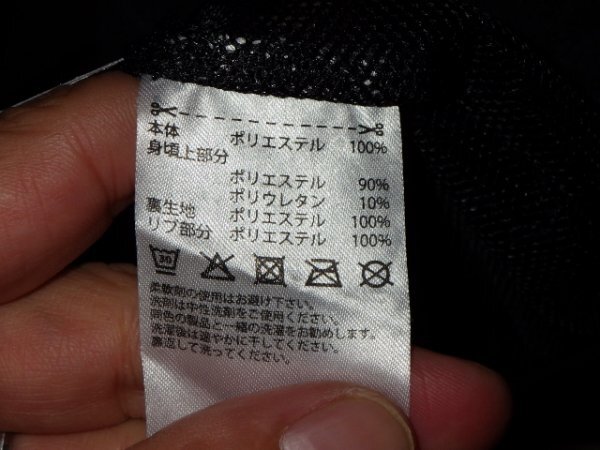 本体 ポリエステル 100%
身頃上部分
ポリエステル 90%
ポリウレタン 10%
裏生地 ポリエステル 100%
リブ部分 ポリエステル 100%
30
柔軟剤の使用はお避け下さい。
洗剤は中性洗剤をご使用ください。
同色の製品と一緒の洗濯をお勧めします。
洗濯後は速やかに干してください。
裏返して洗ってください。